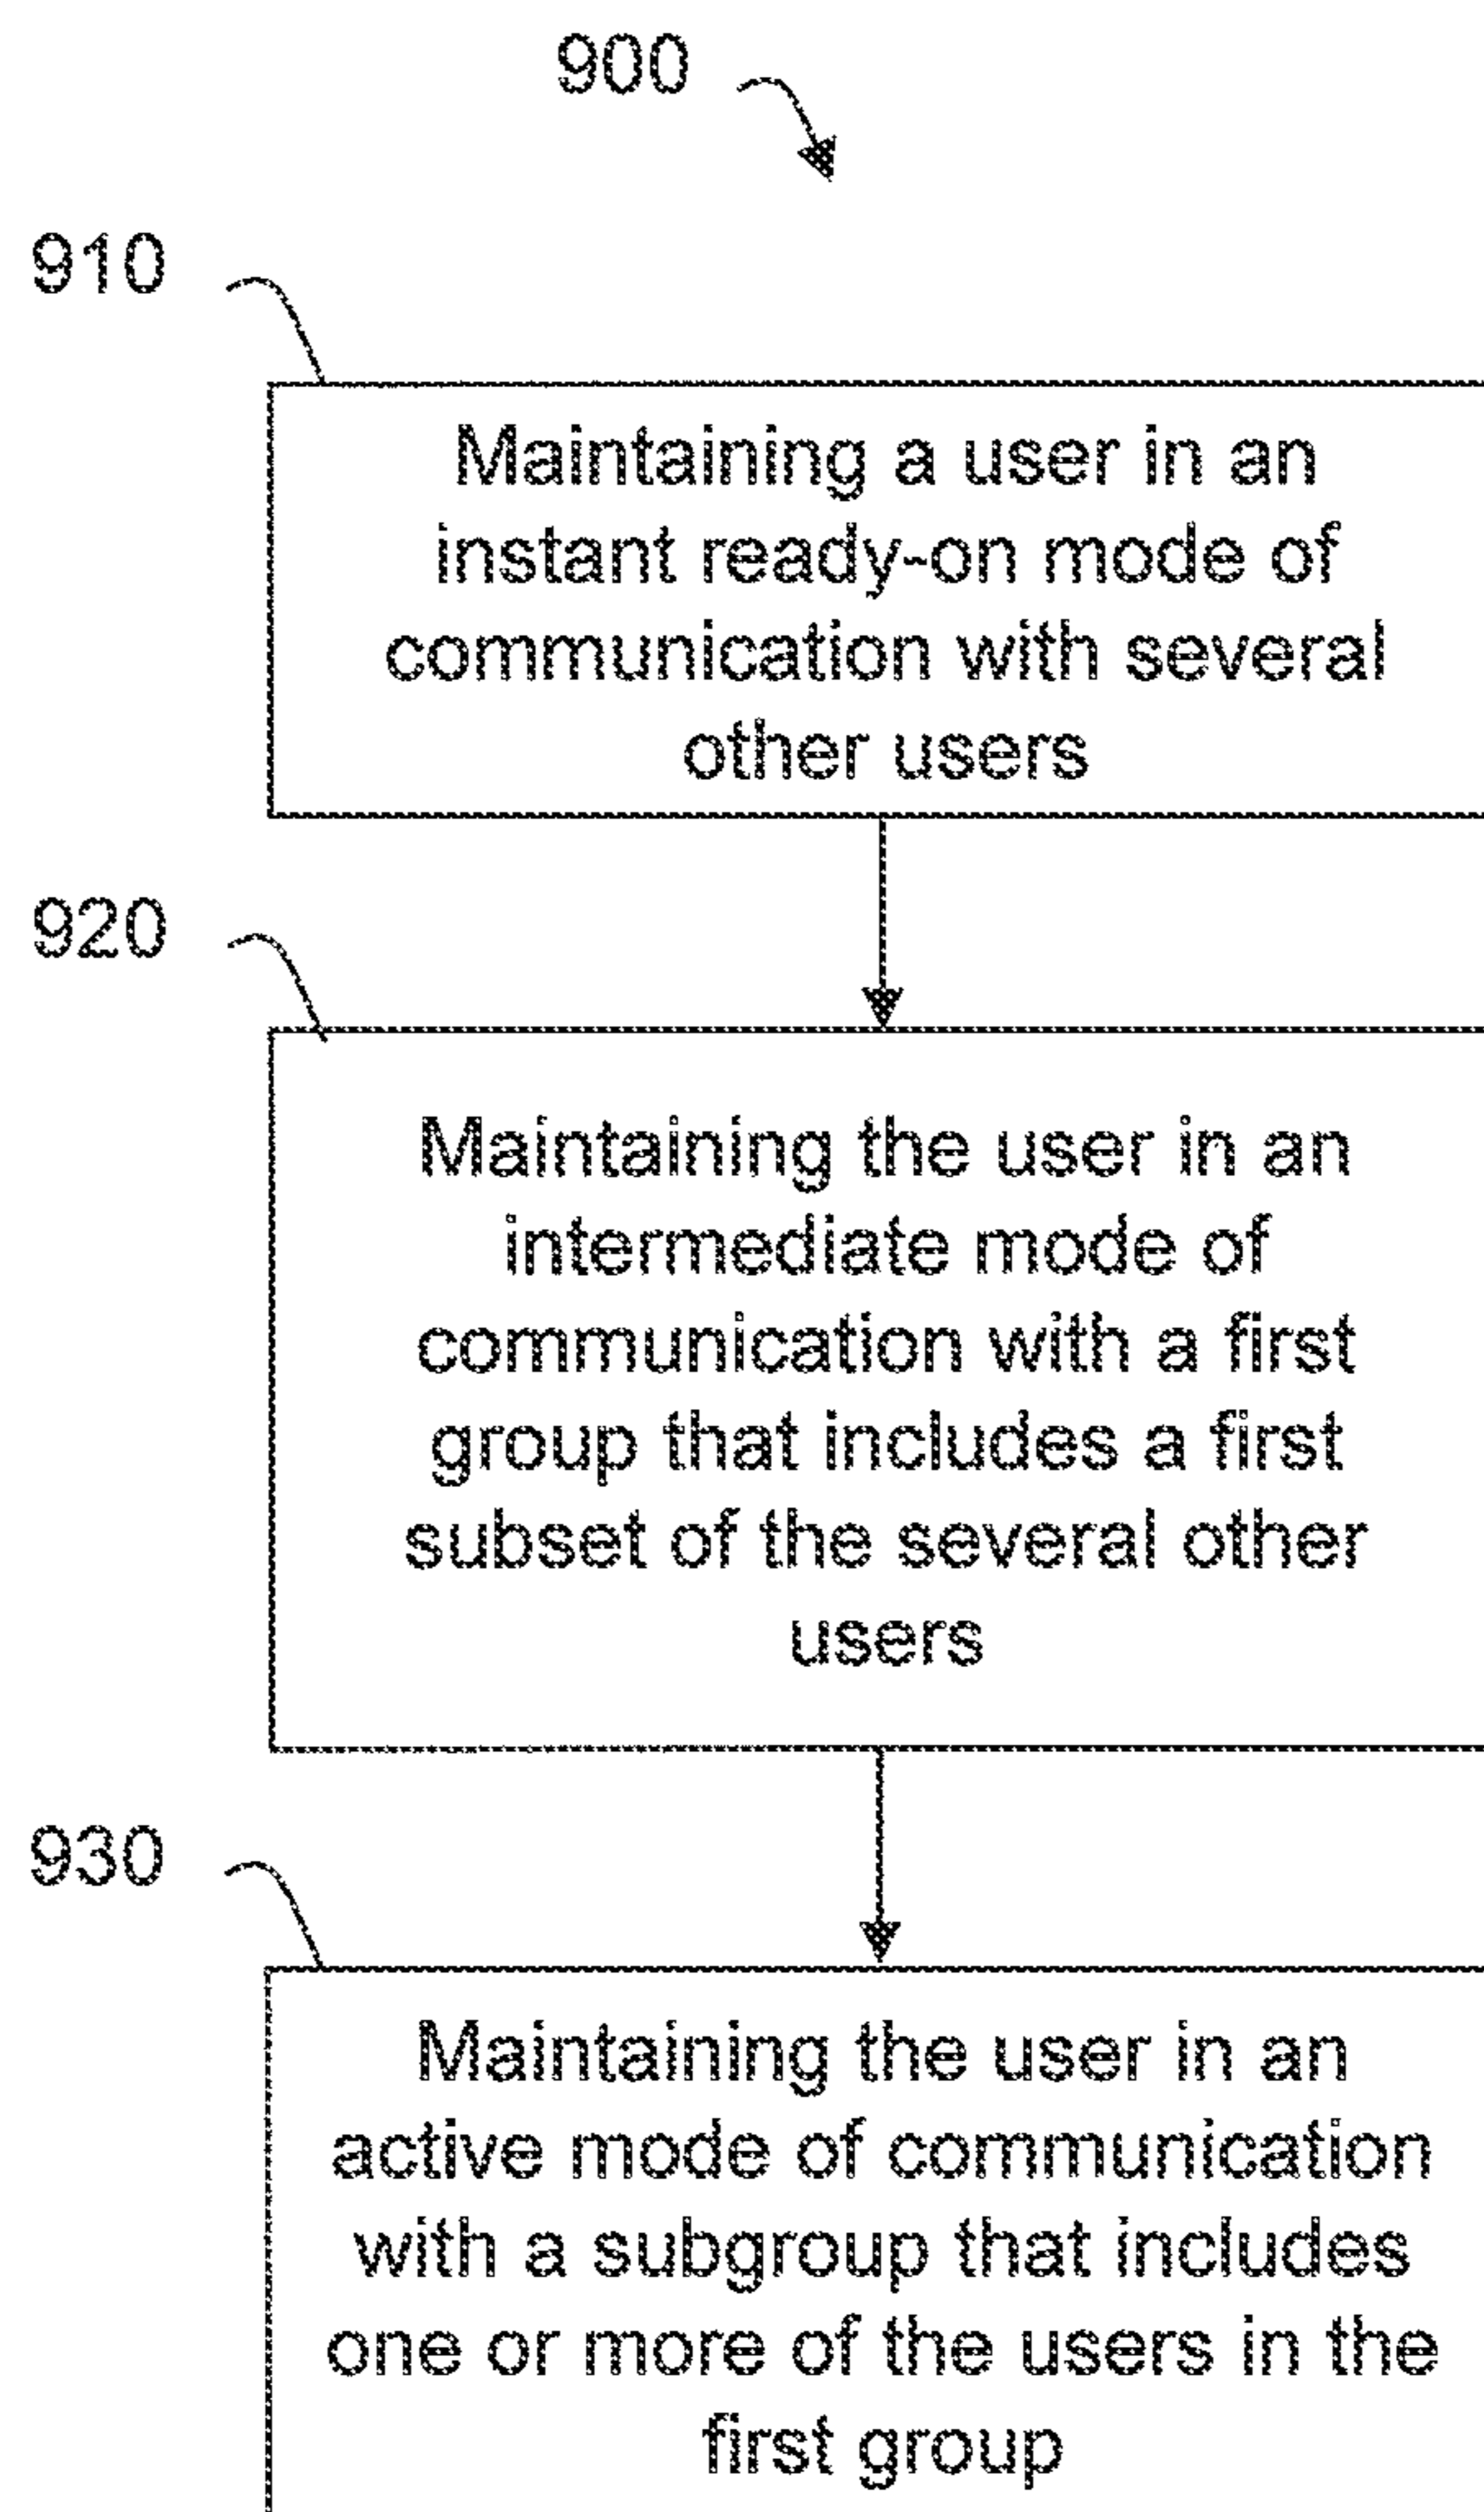 900
910
Maintaining a user in an
instant ready-on mode of
communication with several
other users
920
Maintaining the user in an
intermediate mode of
communication with a first
group that includes a first
subset of the several other
users
930
Maintaining the user in an
active mode of communication
with a subgroup that includes
one or more of the users in the
first group